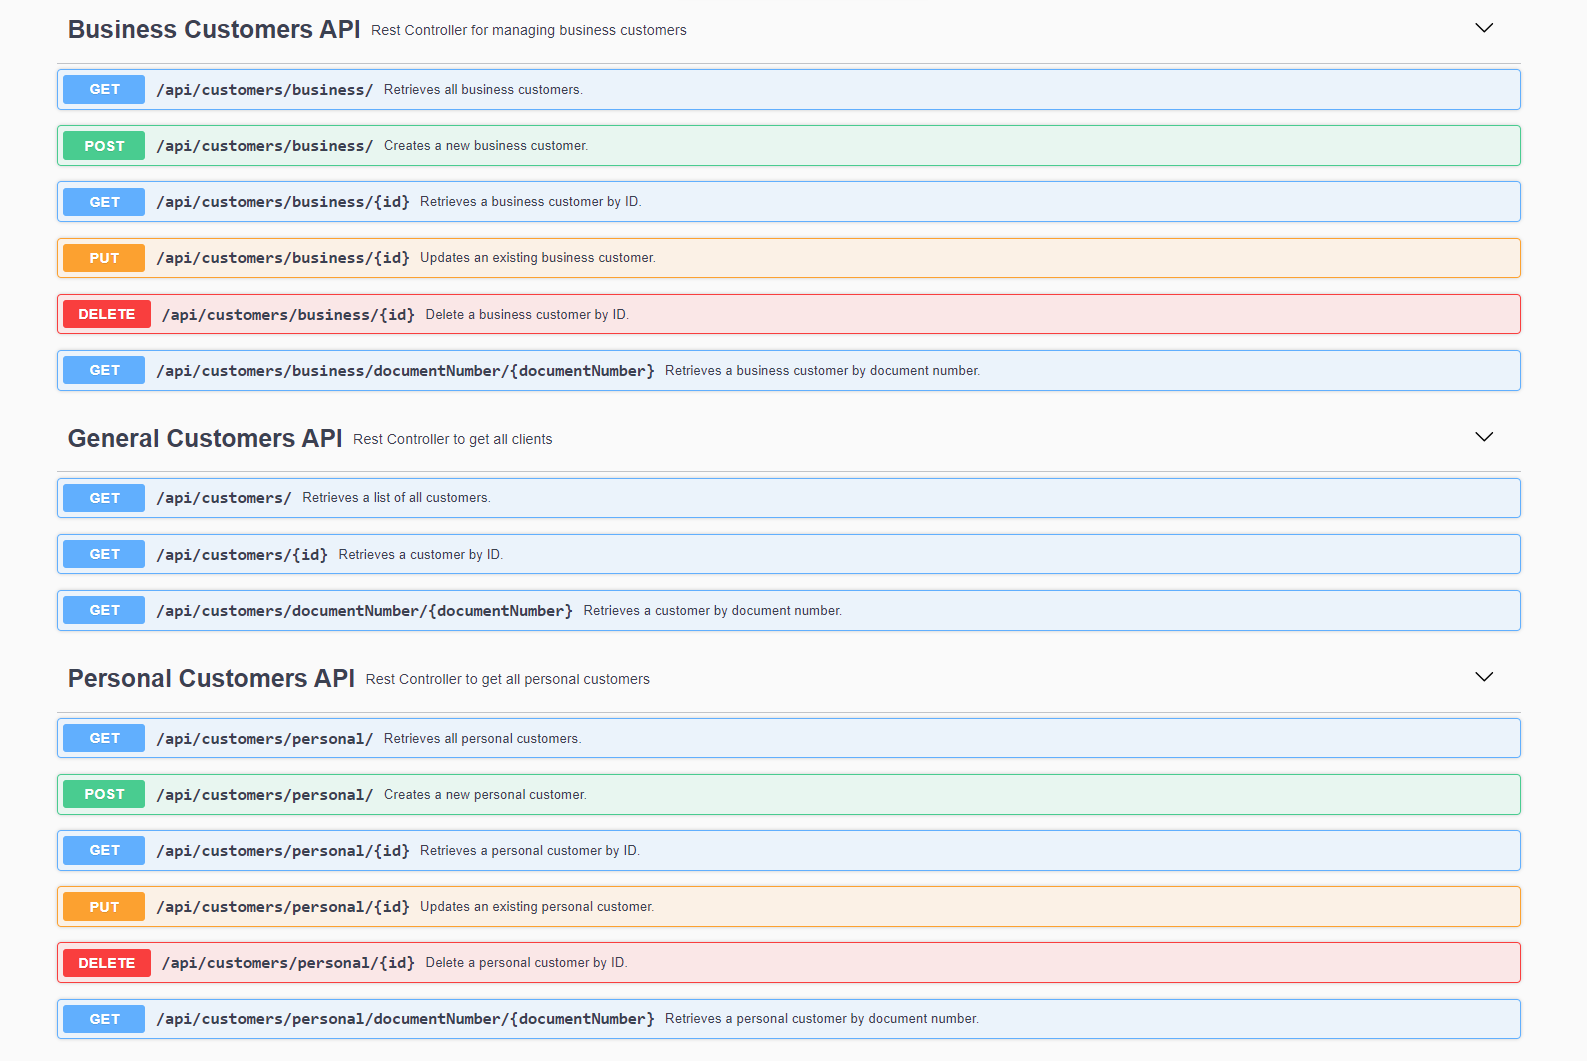 Business Customers API Rest Controller for managing business customers
GET /api/customers/business/ Retrieves all business customers.
POST /api/customers/business/ Creates a new business customer.
GET /api/customers/business/{id} Retrieves a business customer by ID.
PUT /api/customers/business/{id} Updates an existing business customer.
DELETE /api/customers/business/{id} Delete a business customer by ID.
GET /api/customers/business/documentNumber/{documentNumber} Retrieves a business customer by document number.
General Customers API Rest Controller to get all clients
GET /api/customers/ Retrieves a list of all customers.
GET /api/customers/{id} Retrieves a customer by ID.
GET /api/customers/documentNumber/{documentNumber} Retrieves a customer by document number.
Personal Customers API Rest Controller to get all personal customers
GET /api/customers/personal/ Retrieves all personal customers.
POST /api/customers/personal/ Creates a new personal customer.
GET /api/customers/personal/{id} Retrieves a personal customer by ID.
PUT /api/customers/personal/{id} Updates an existing personal customer.
DELETE /api/customers/personal/{id} Delete a personal customer by ID.
GET /api/customers/personal/documentNumber/{documentNumber} Retrieves a personal customer by document number.